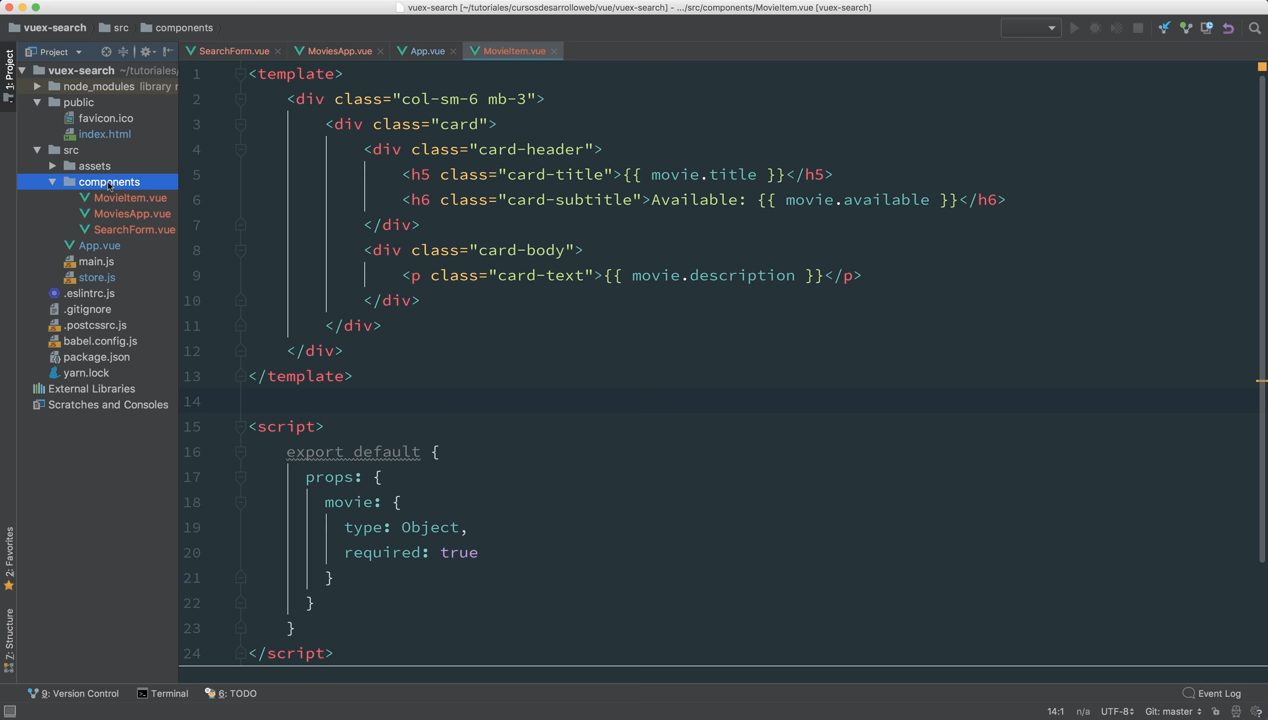 vuex-search [~/tutoriales/cursosdesarrolloweb/vue/vuex-search] - .../src/components/MovieItem.vue [vuex-search]
vuex-search src components
Project SearchForm.vue MoviesApp.vue App.vue MovieItem.vue
1: Project
vuex-search ~/tutoriales/
node_modules library r
public
favicon.ico
index.html
src
assets
components
MovieItem.vue
MoviesApp.vue
SearchForm.vue
App.vue
main.js
store.js
.eslintrc.js
.gitignore
.postcssrc.js
babel.config.js
package.json
yarn.lock
External Libraries
Scratches and Consoles
2: Favorites
Z: Structure
1 <template>
2 <div class="col-sm-6 mb-3">
3 <div class="card">
4 <div class="card-header">
5 <h5 class="card-title">{{ movie.title }}</h5>
6 <h6 class="card-subtitle">Available: {{ movie.available }}</h6>
7 </div>
8 <div class="card-body">
9 <p class="card-text">{{ movie.description }}</p>
10 </div>
11 </div>
12 </div>
13 </template>
14
15 <script>
16 export default {
17 props: {
18 movie: {
19 type: Object,
20 required: true
21 }
22 }
23 }
24 </script>
9: Version Control Terminal 6: TODO Event Log
14:1 n/a UTF-8 Git: master